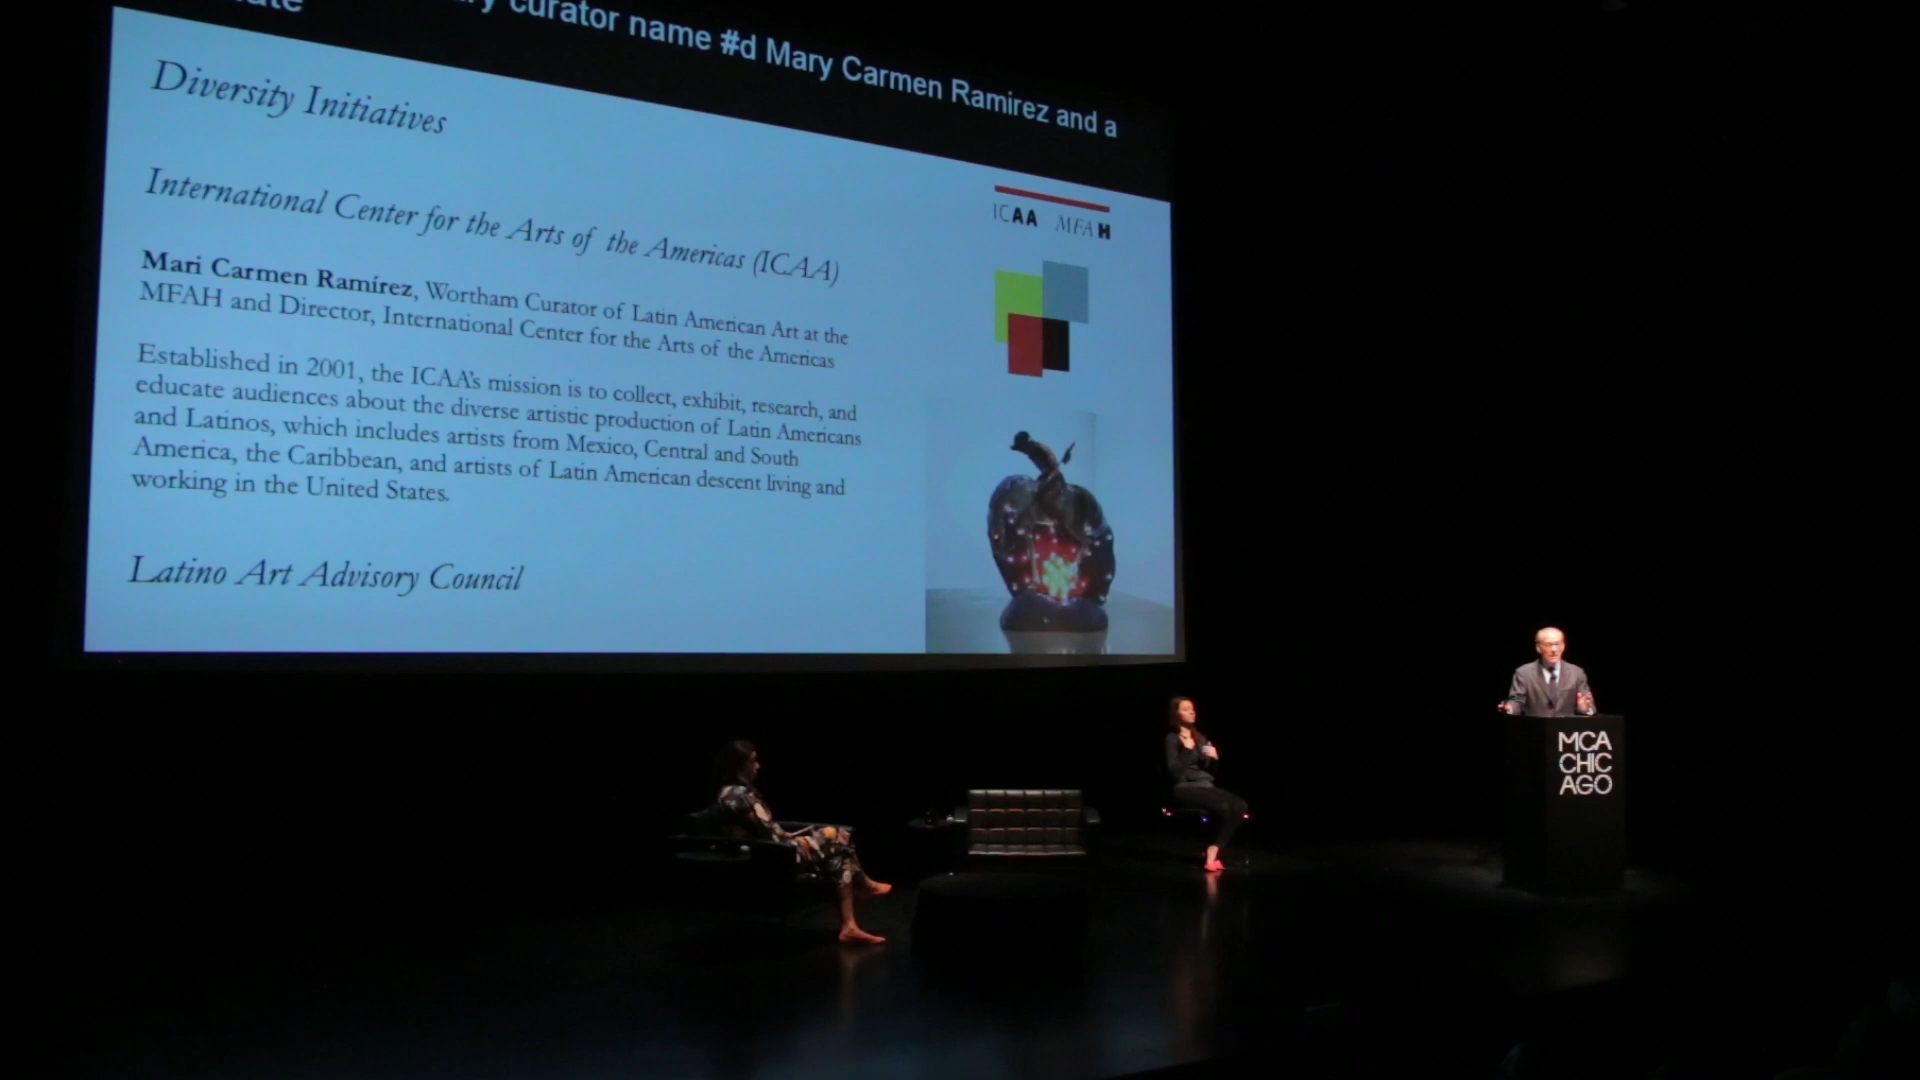 curator name #d Mary Carmen Ramirez and a
Diversity Initiatives
International Center for the Arts of the Americas (ICAA)
Mari Carmen Ramírez, Wortham Curator of Latin American Art at the
MFAH and Director, International Center for the Arts of the Americas
Established in 2001, the ICAA's mission is to collect, exhibit, research, and
educate audiences about the diverse artistic production of Latin Americans
and Latinos, which includes artists from Mexico, Central and South
America, the Caribbean, and artists of Latin American descent living and
working in the United States.
Latino Art Advisory Council
ICAA MFAH
MCA
CHIC
AGO